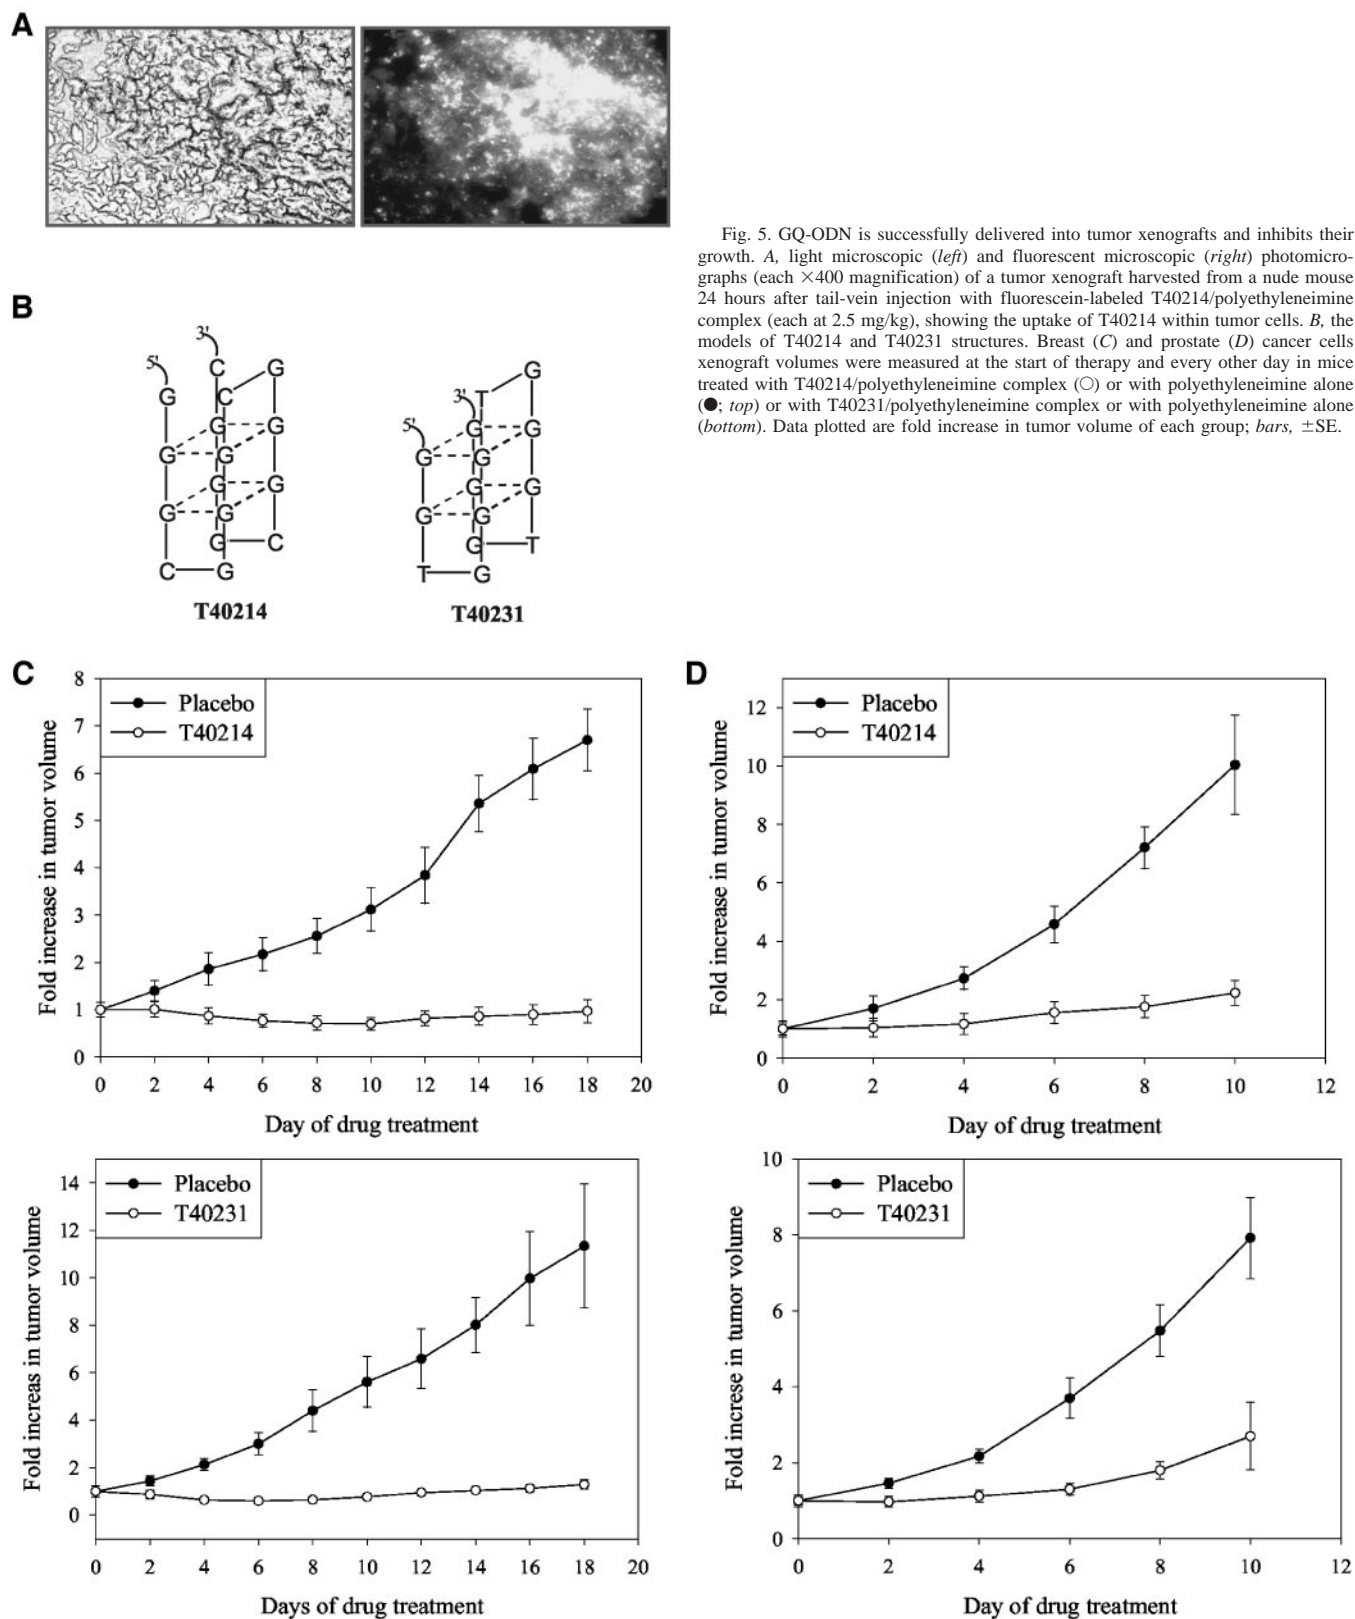 A
Fig. 5. GQ-ODN is successfully delivered into tumor xenografts and inhibits their
growth. A, light microscopic (left) and fluorescent microscopic (right) photomicro-
graphs (each ×400 magnification) of a tumor xenograft harvested from a nude mouse
24 hours after tail-vein injection with fluorescein-labeled T40214/polyethyleneimine
complex (each at 2.5 mg/kg), showing the uptake of T40214 within tumor cells. B, the
models of T40214 and T40231 structures. Breast (C) and prostate (D) cancer cells
xenograft volumes were measured at the start of therapy and every other day in mice
treated with T40214/polyethyleneimine complex (○) or with polyethyleneimine alone
(●; top) or with T40231/polyethyleneimine complex or with polyethyleneimine alone
(bottom). Data plotted are fold increase in tumor volume of each group; bars, ±SE.
B
3'
5' C G
G C
G G
G G
G G
G G
G C
C G
T40214
G
3' T
5' G G
G G
G G
G G
G T
T G
T40231
C
8
7
6
5
4
3
2
1
0
Fold increase in tumor volume
Placebo
T40214
0 2 4 6 8 10 12 14 16 18 20
Day of drug treatment
D
12
10
8
6
4
2
0
Fold increase in tumor volume
Placebo
T40214
0 2 4 6 8 10 12
Day of drug treatment
14
12
10
8
6
4
2
0
Fold increas in tumor volume
Placebo
T40231
0 2 4 6 8 10 12 14 16 18 20
Days of drug treatment
10
8
6
4
2
0
Fold increse in tumor volume
Placebo
T40231
0 2 4 6 8 10 12
Day of drug treatment